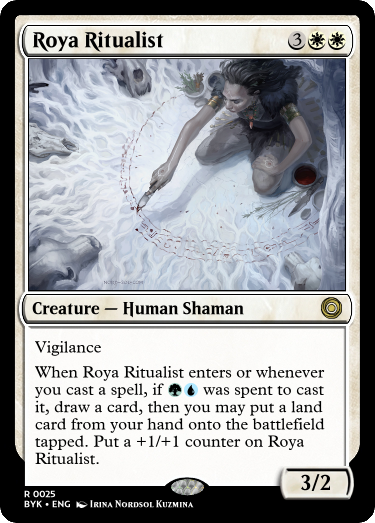 Roya Ritualist 3
Creature — Human Shaman
Vigilance
When Roya Ritualist enters or whenever
you cast a spell, if was spent to cast
it, draw a card, then you may put a land
card from your hand onto the battlefield
tapped. Put a +1/+1 counter on Roya
Ritualist.
3/2
R 0025
BYK • ENG Irina Nordsol Kuzmina